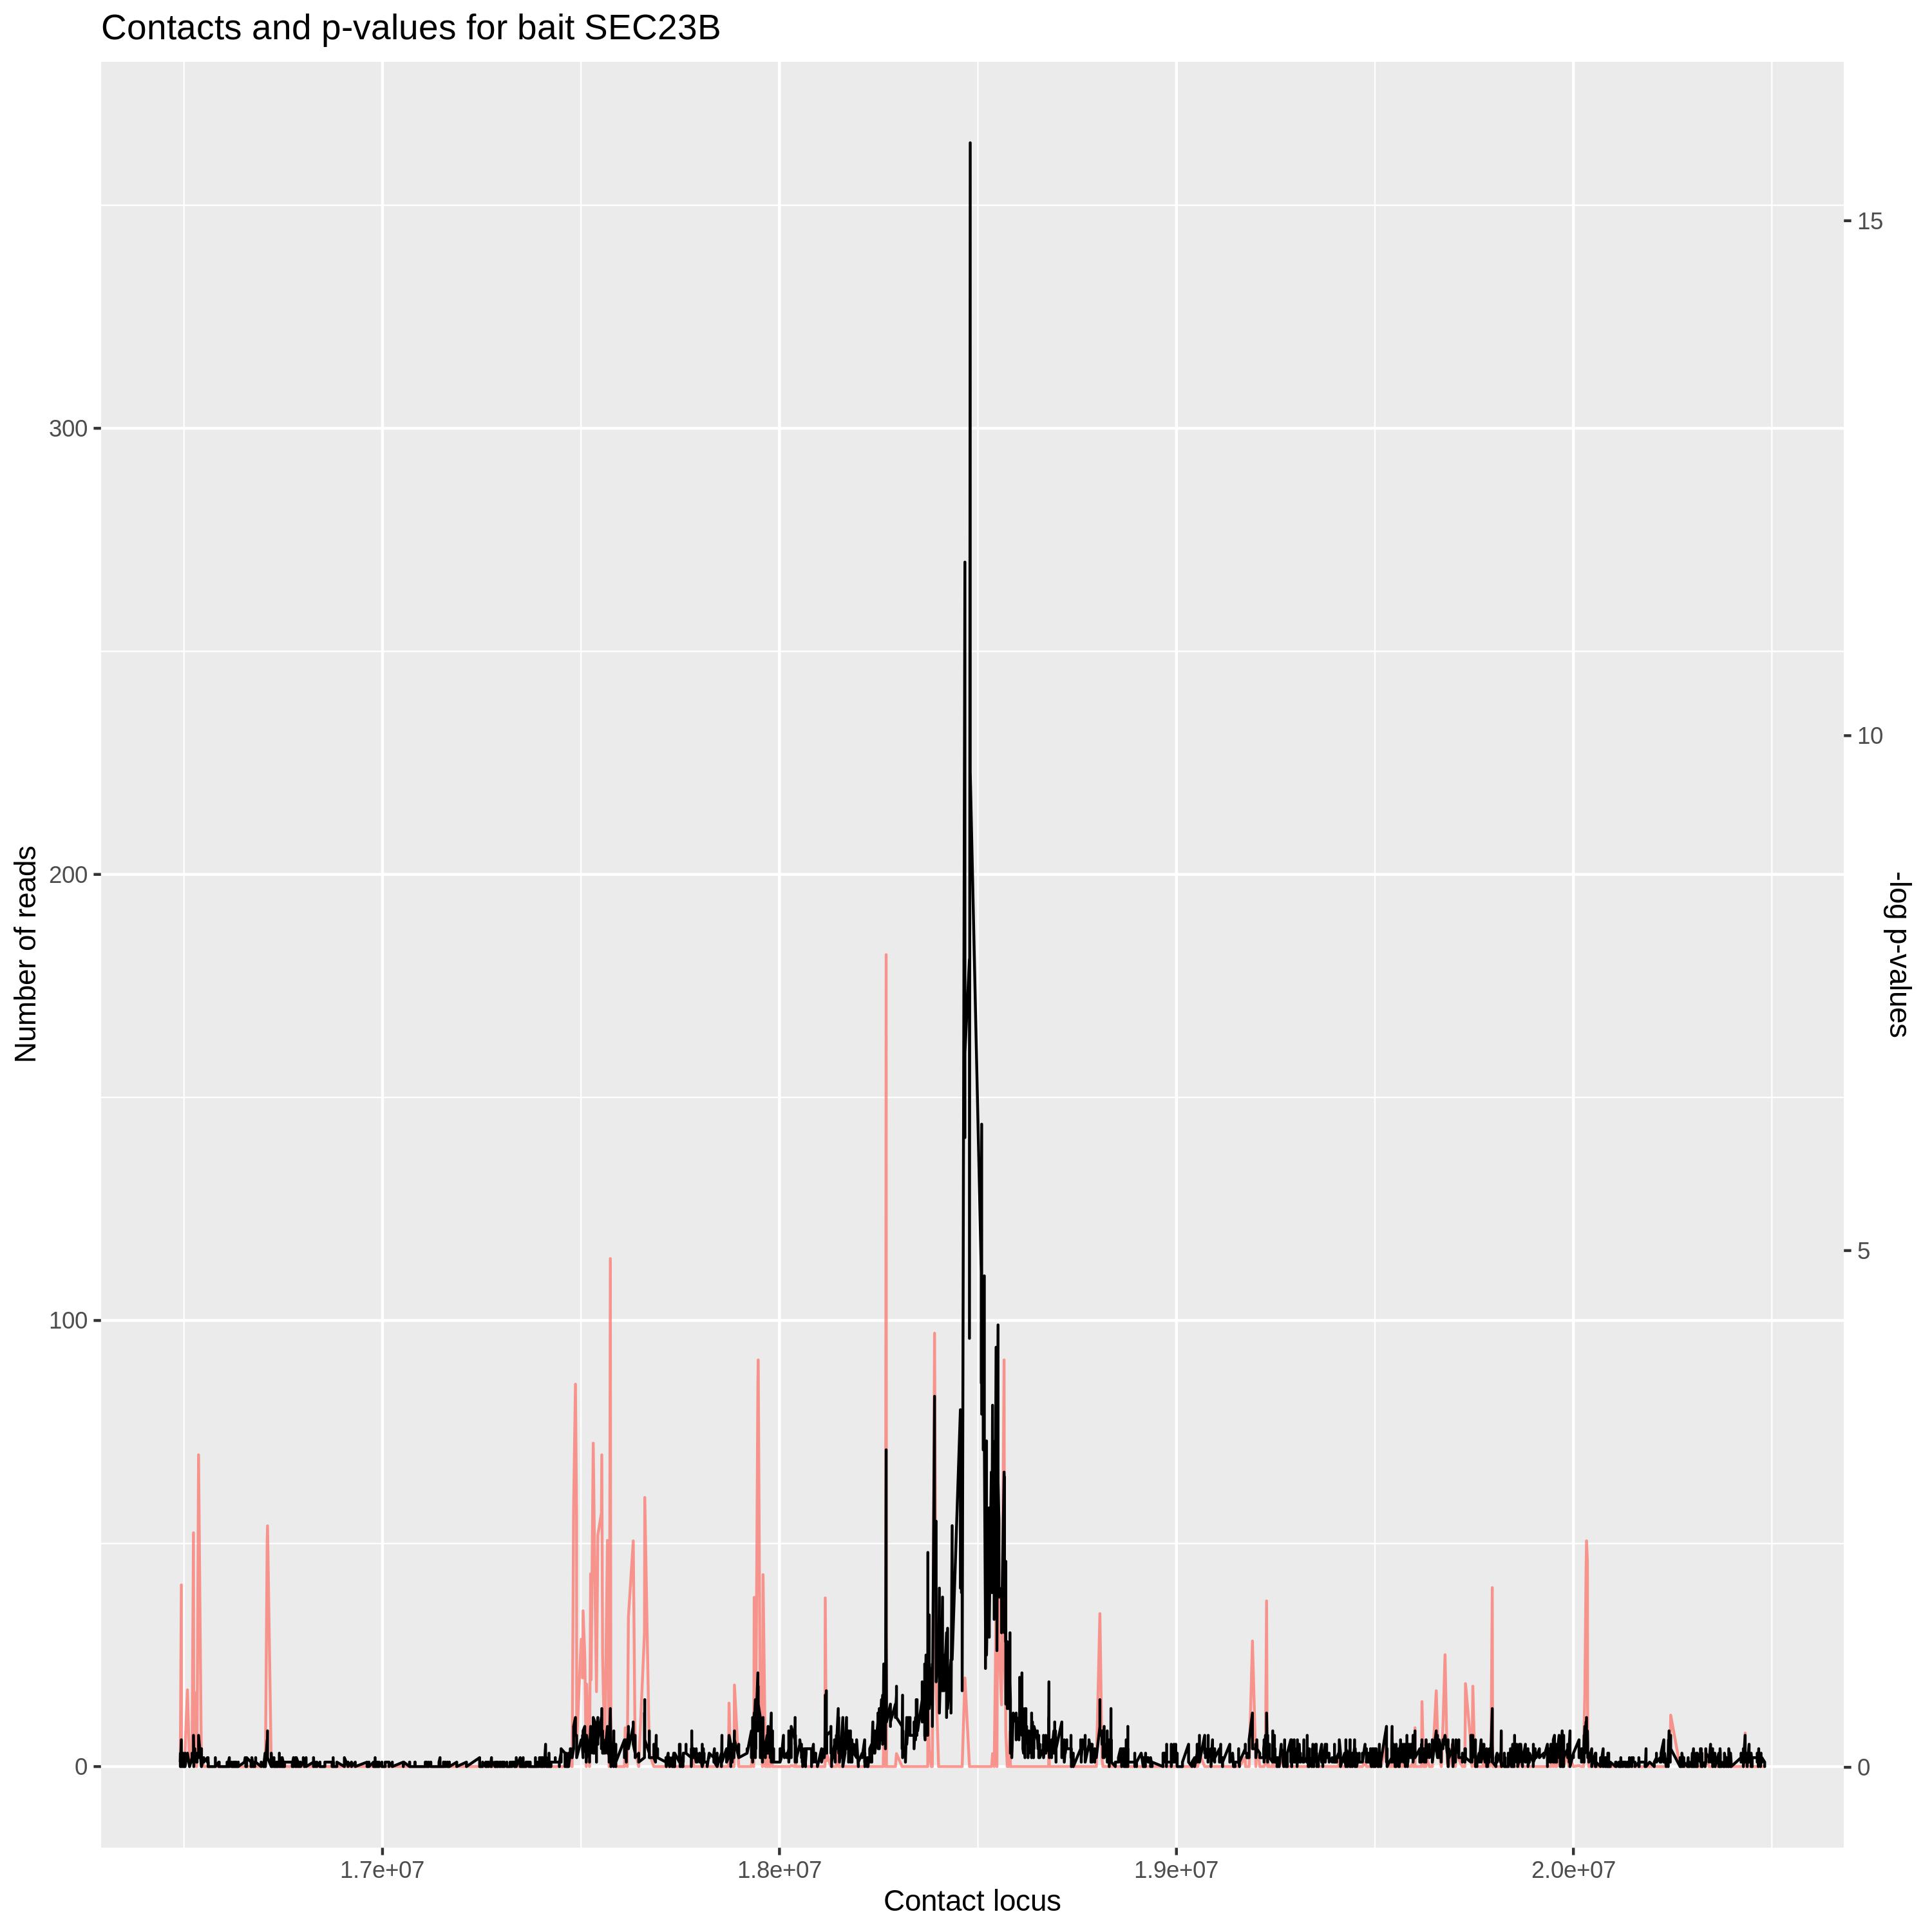 Contacts and p-values for bait SEC23B
Number of reads
300
200
100
0
15
10
5
0
-log p-values
1.7e+07
1.8e+07
1.9e+07
2.0e+07
Contact locus